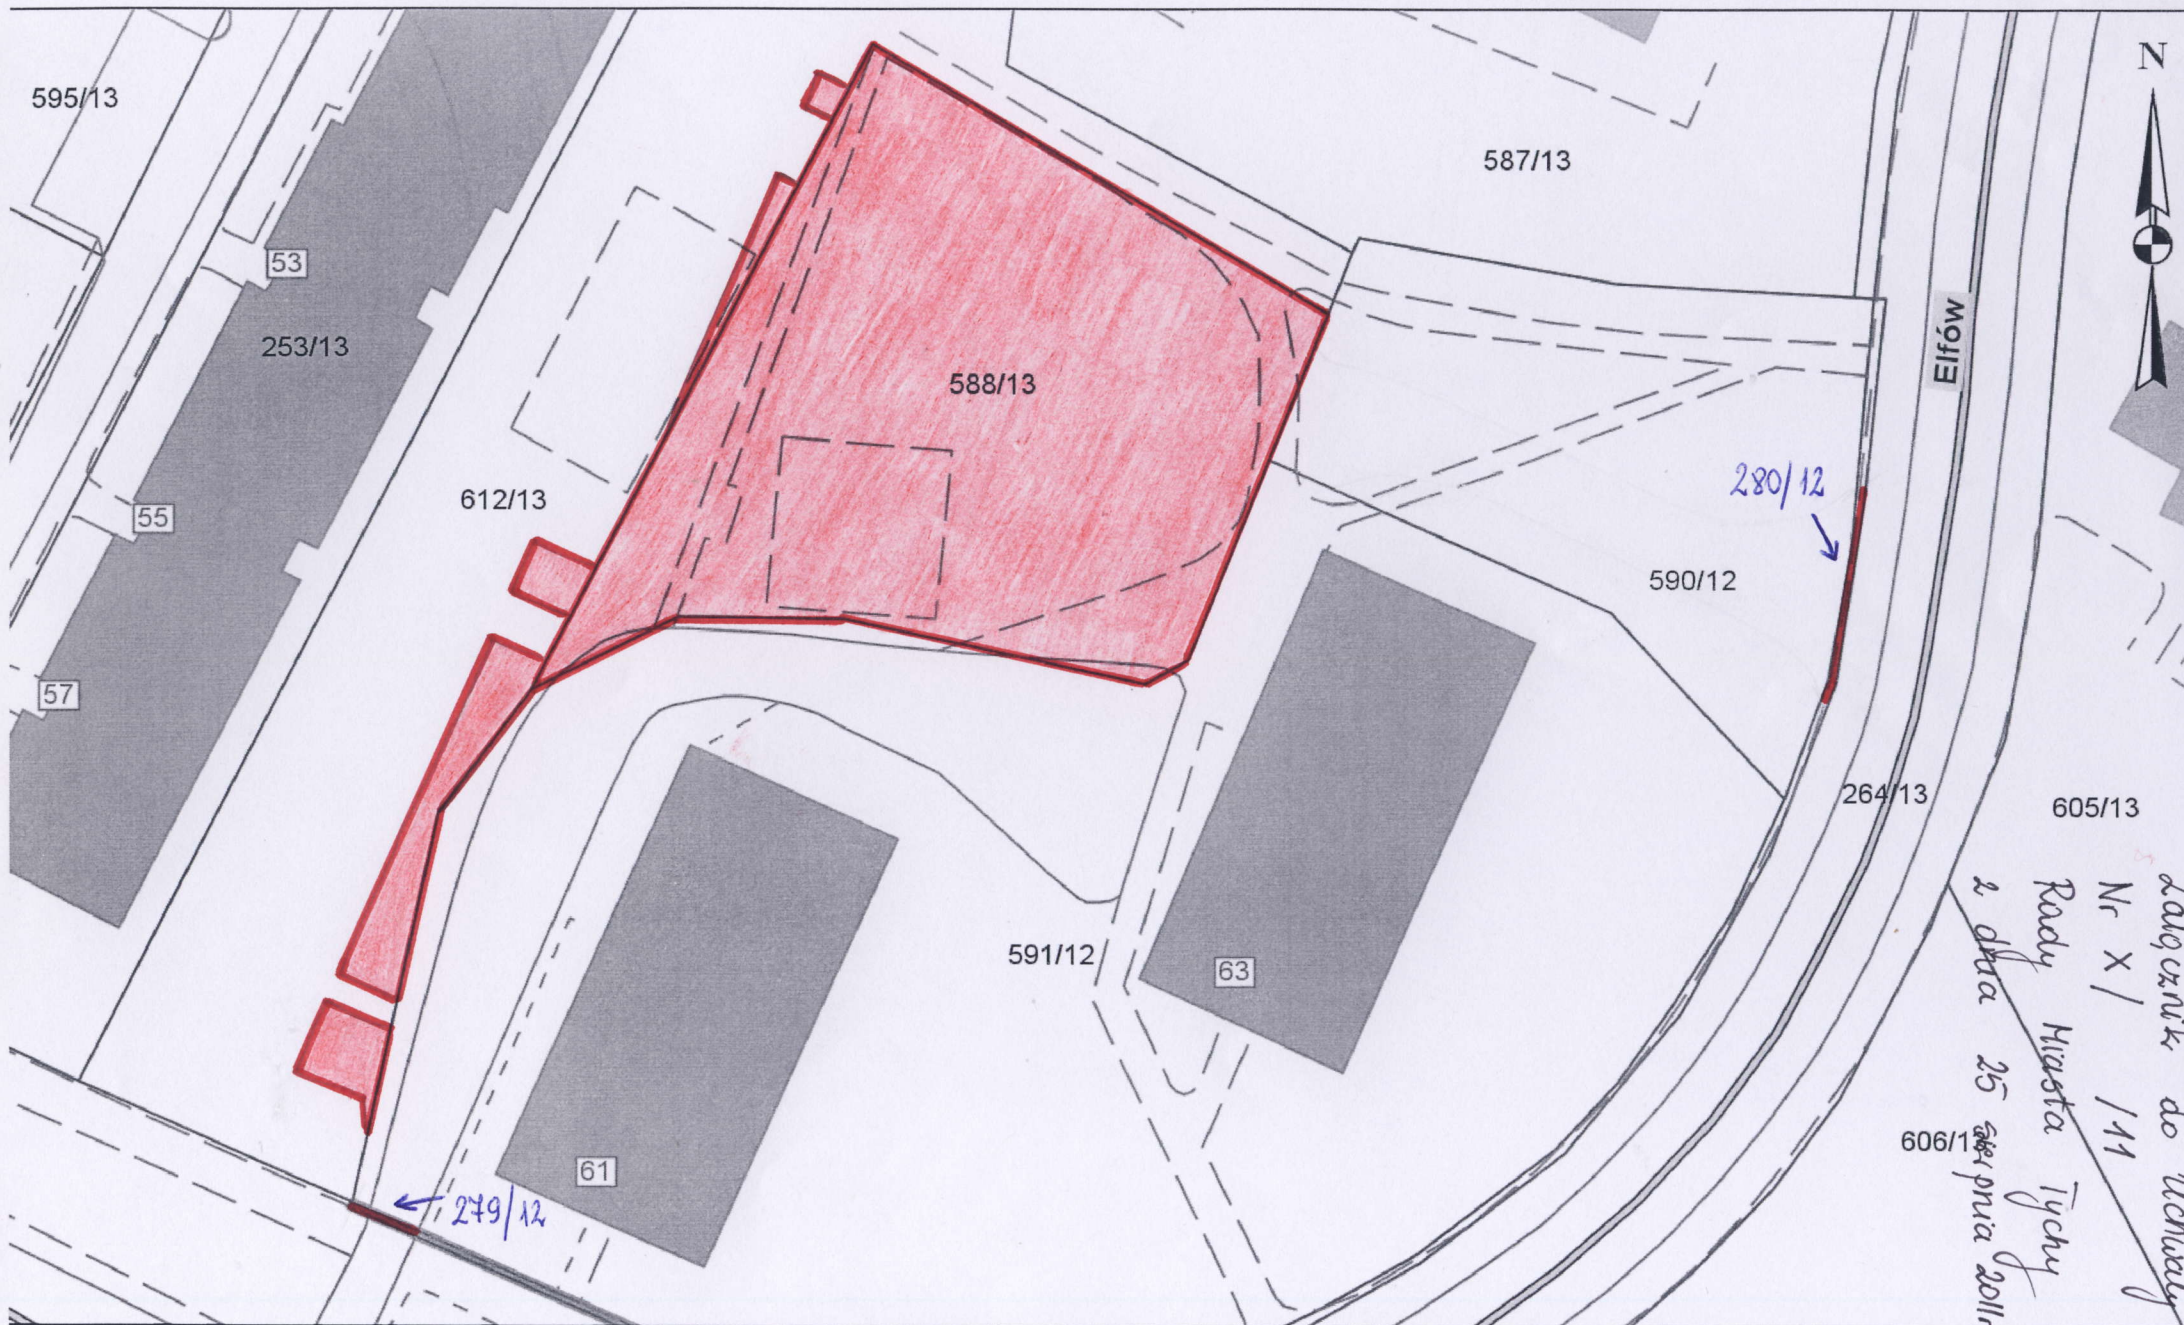 N
595/13
587/13
53
253/13
Elfów
588/13
280/12
612/13
55
590/12
57
264/13
605/13
591/12
63
606/1
61
279/12
Załącznik do Uchwały
Nr X/ /11
Rady Miasta Tychy
z dnia 25 sierpnia 2011r